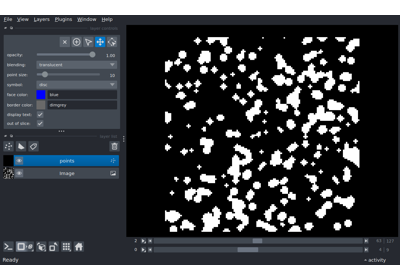 File View Layers Plugins Window Help
opacity: 1.00
blending: translucent
point size: 10
symbol: disc
face color: blue
border color: dimgrey
display text:
out of slice:
points
Image
2
0
Ready
activity